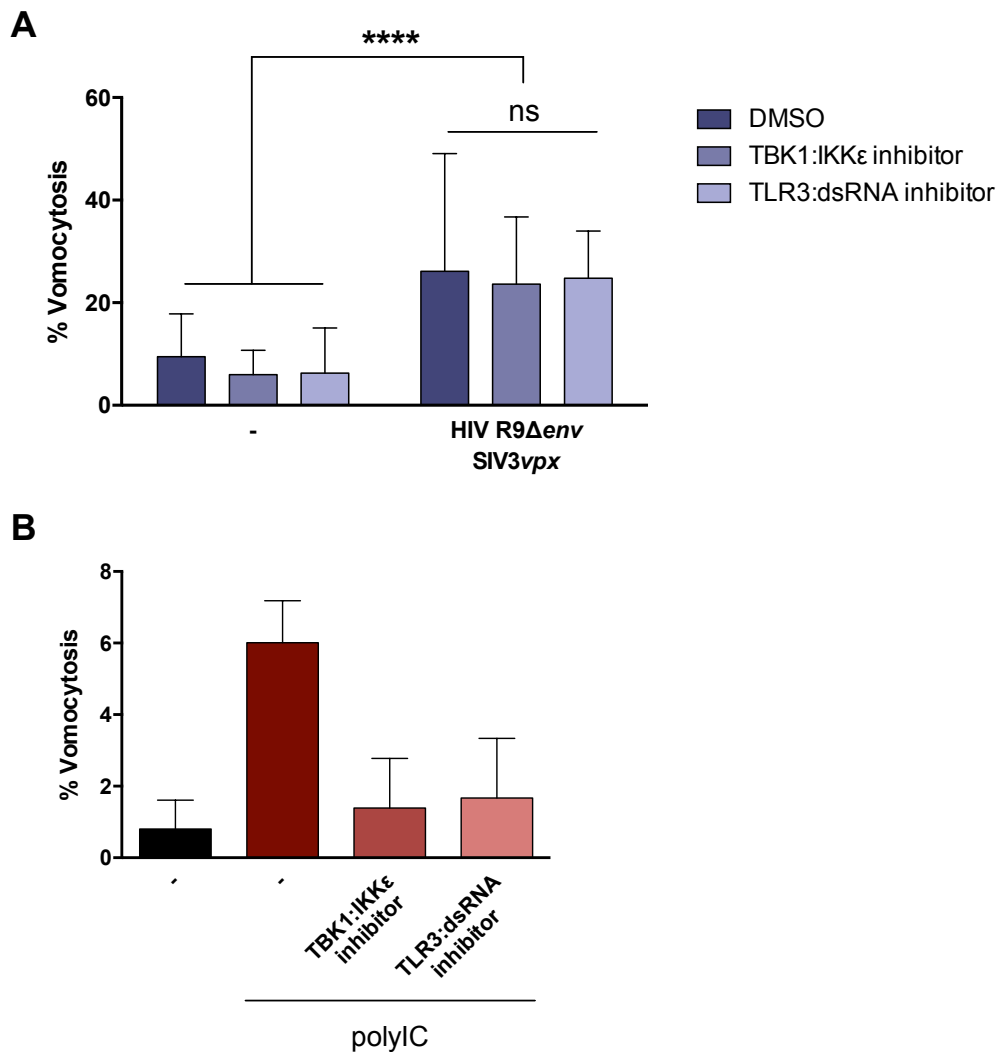 A
****
60
ns
40
20
0
% Vomocytosis
-
HIV R9Δenv
SIV3vpx
DMSO
TBK1:IKKε inhibitor
TLR3:dsRNA inhibitor
B
8
6
4
2
0
% Vomocytosis
-
-
TBK1:IKKε
inhibitor
TLR3:dsRNA
inhibitor
polyIC